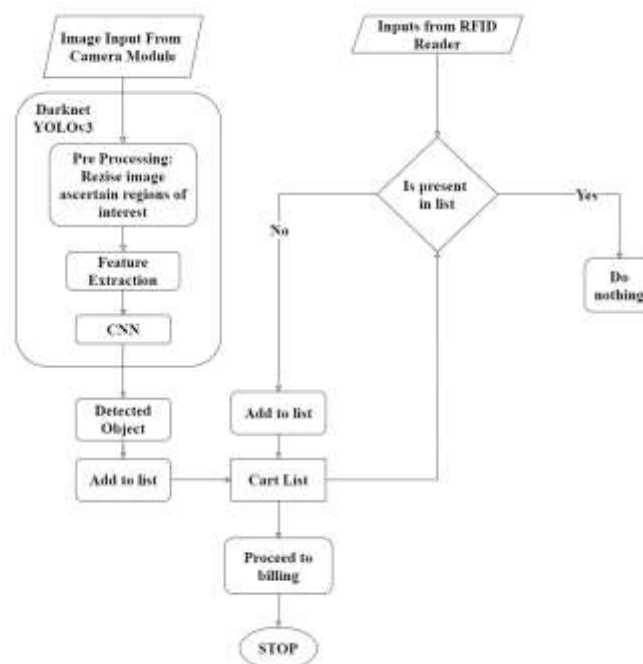 Image Input From
Camera Module
Inputs from RFID
Reader
Darknet
YOLOv3
Pre Processing:
Rezise image
ascertain regions of
interest
Feature
Extraction
CNN
Is present
in list
No
Yes
Do
nothing
Detected
Object
Add to list
Add to list
Cart List
Proceed to
billing
STOP